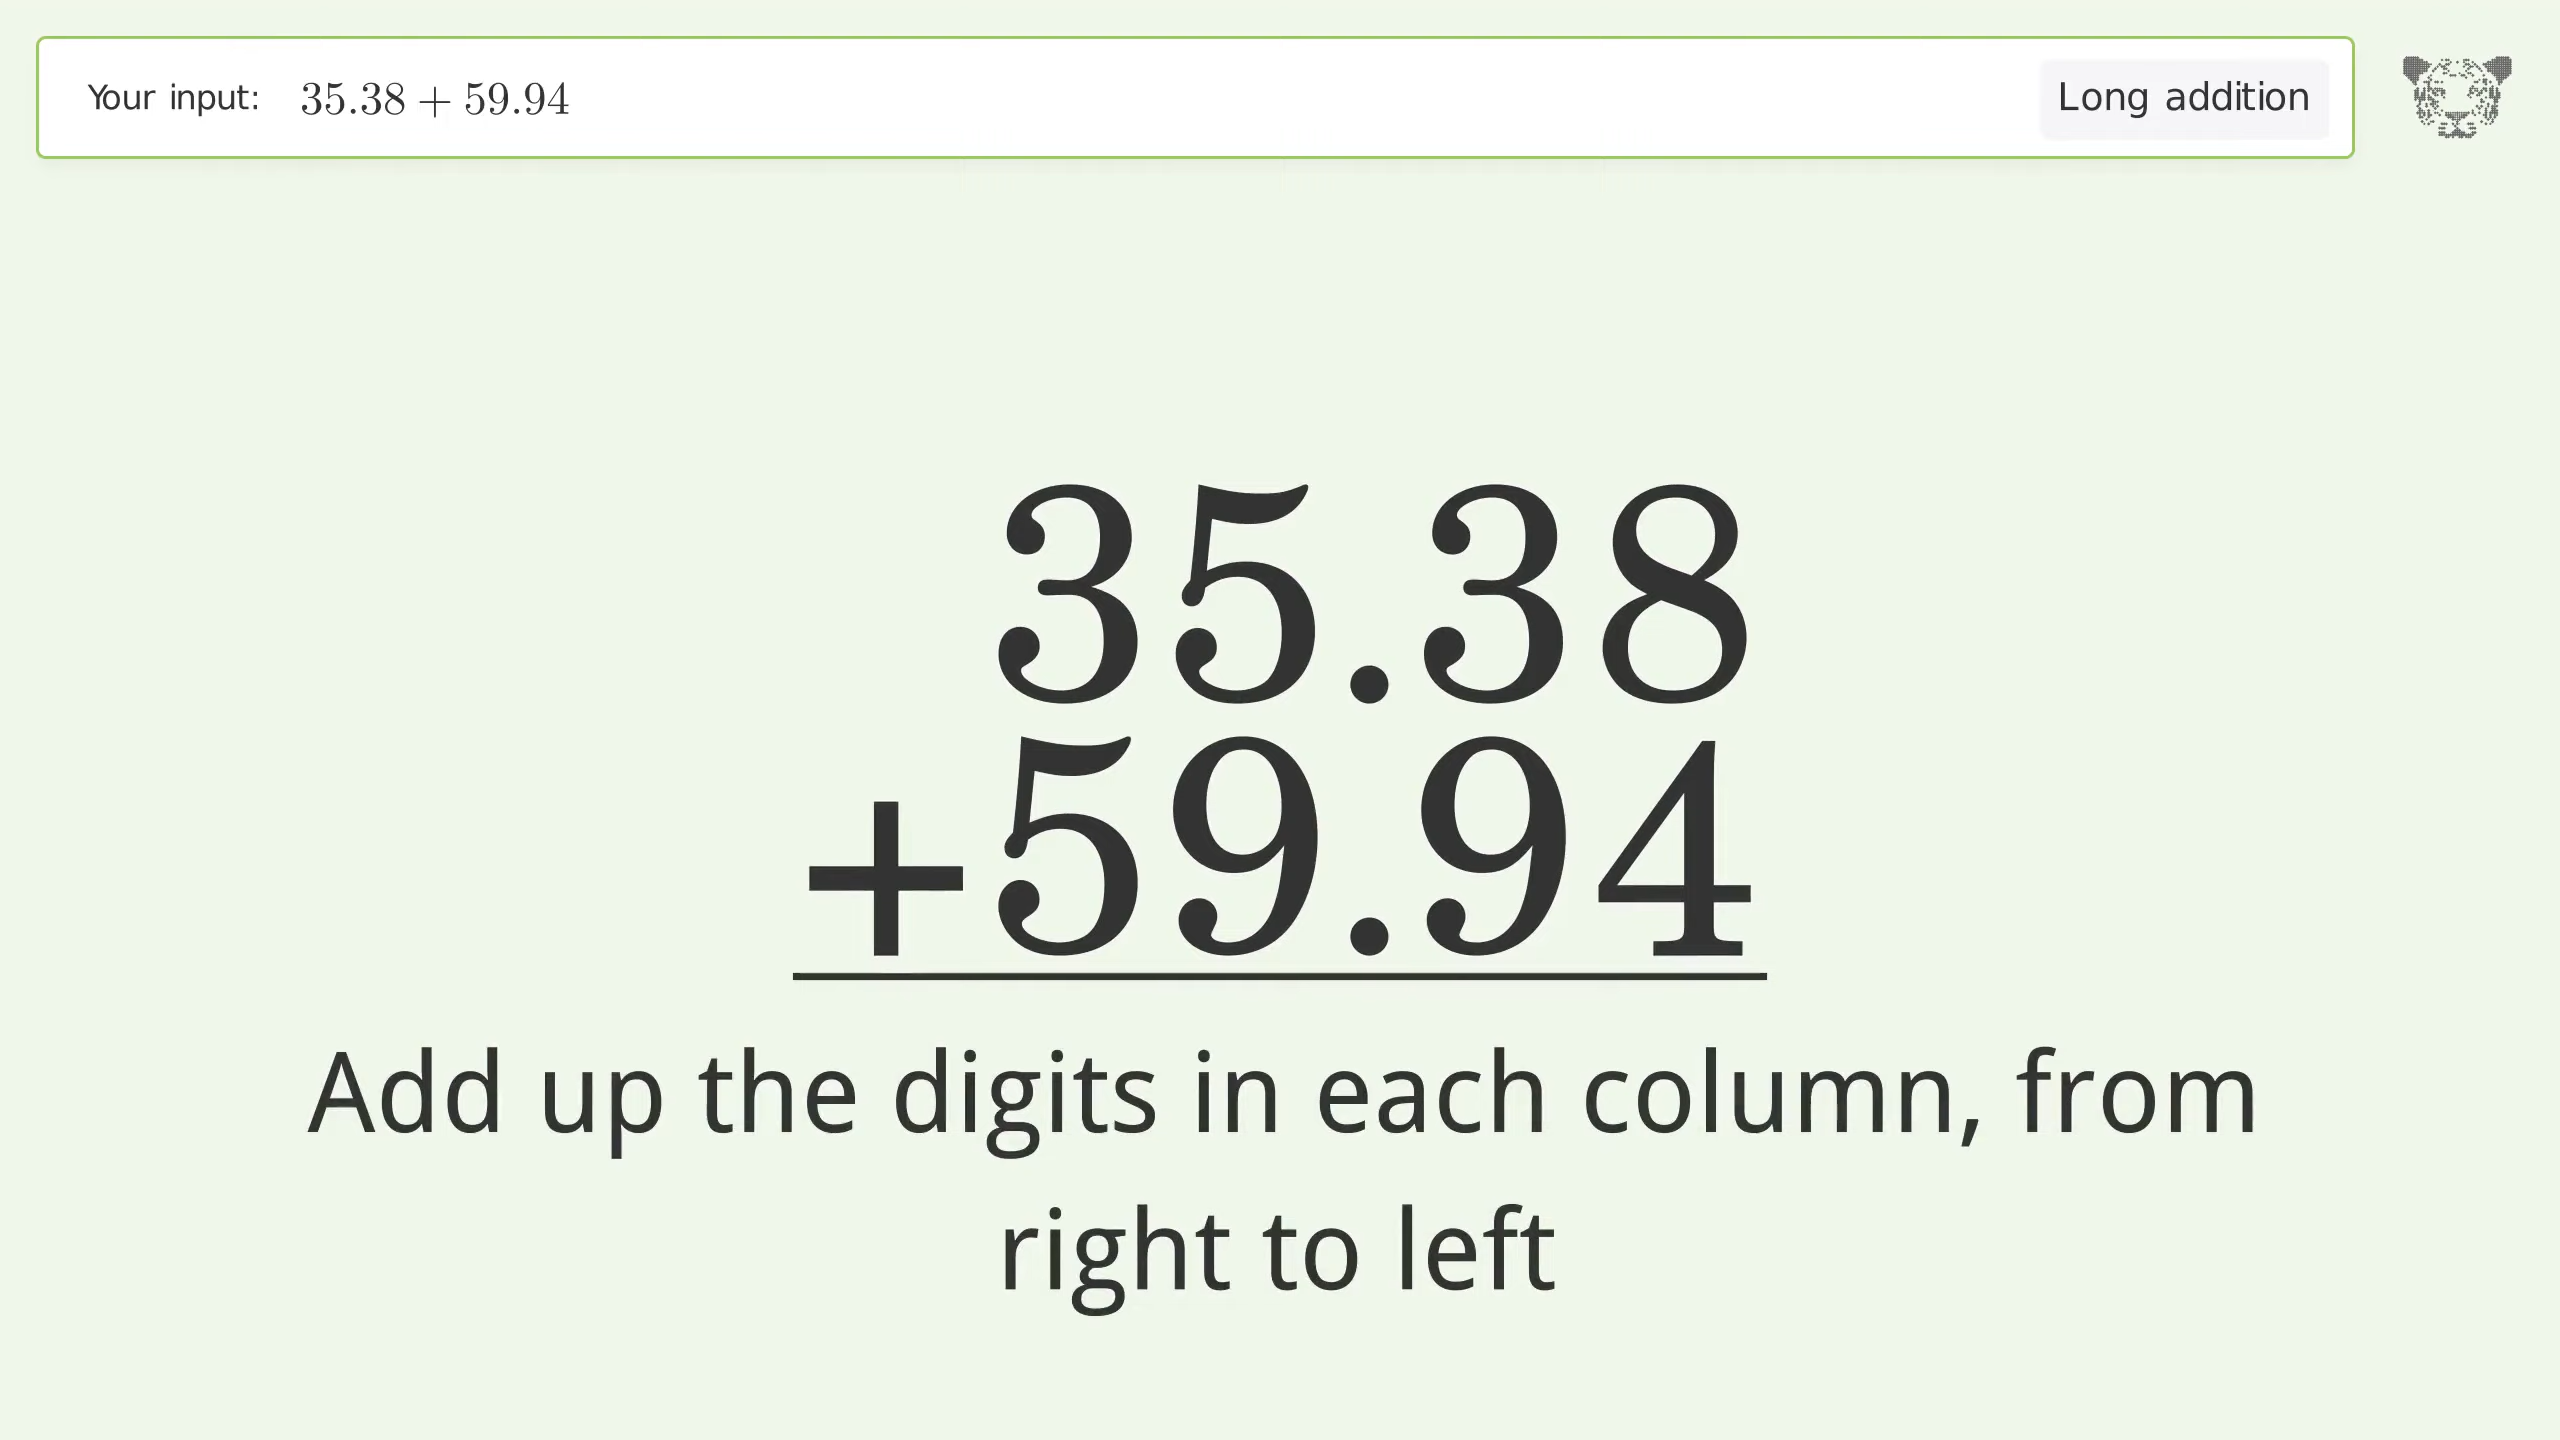 Your input: 35.38 + 59.94
Long addition
35.38
+59.94
Add up the digits in each column, from
right to left